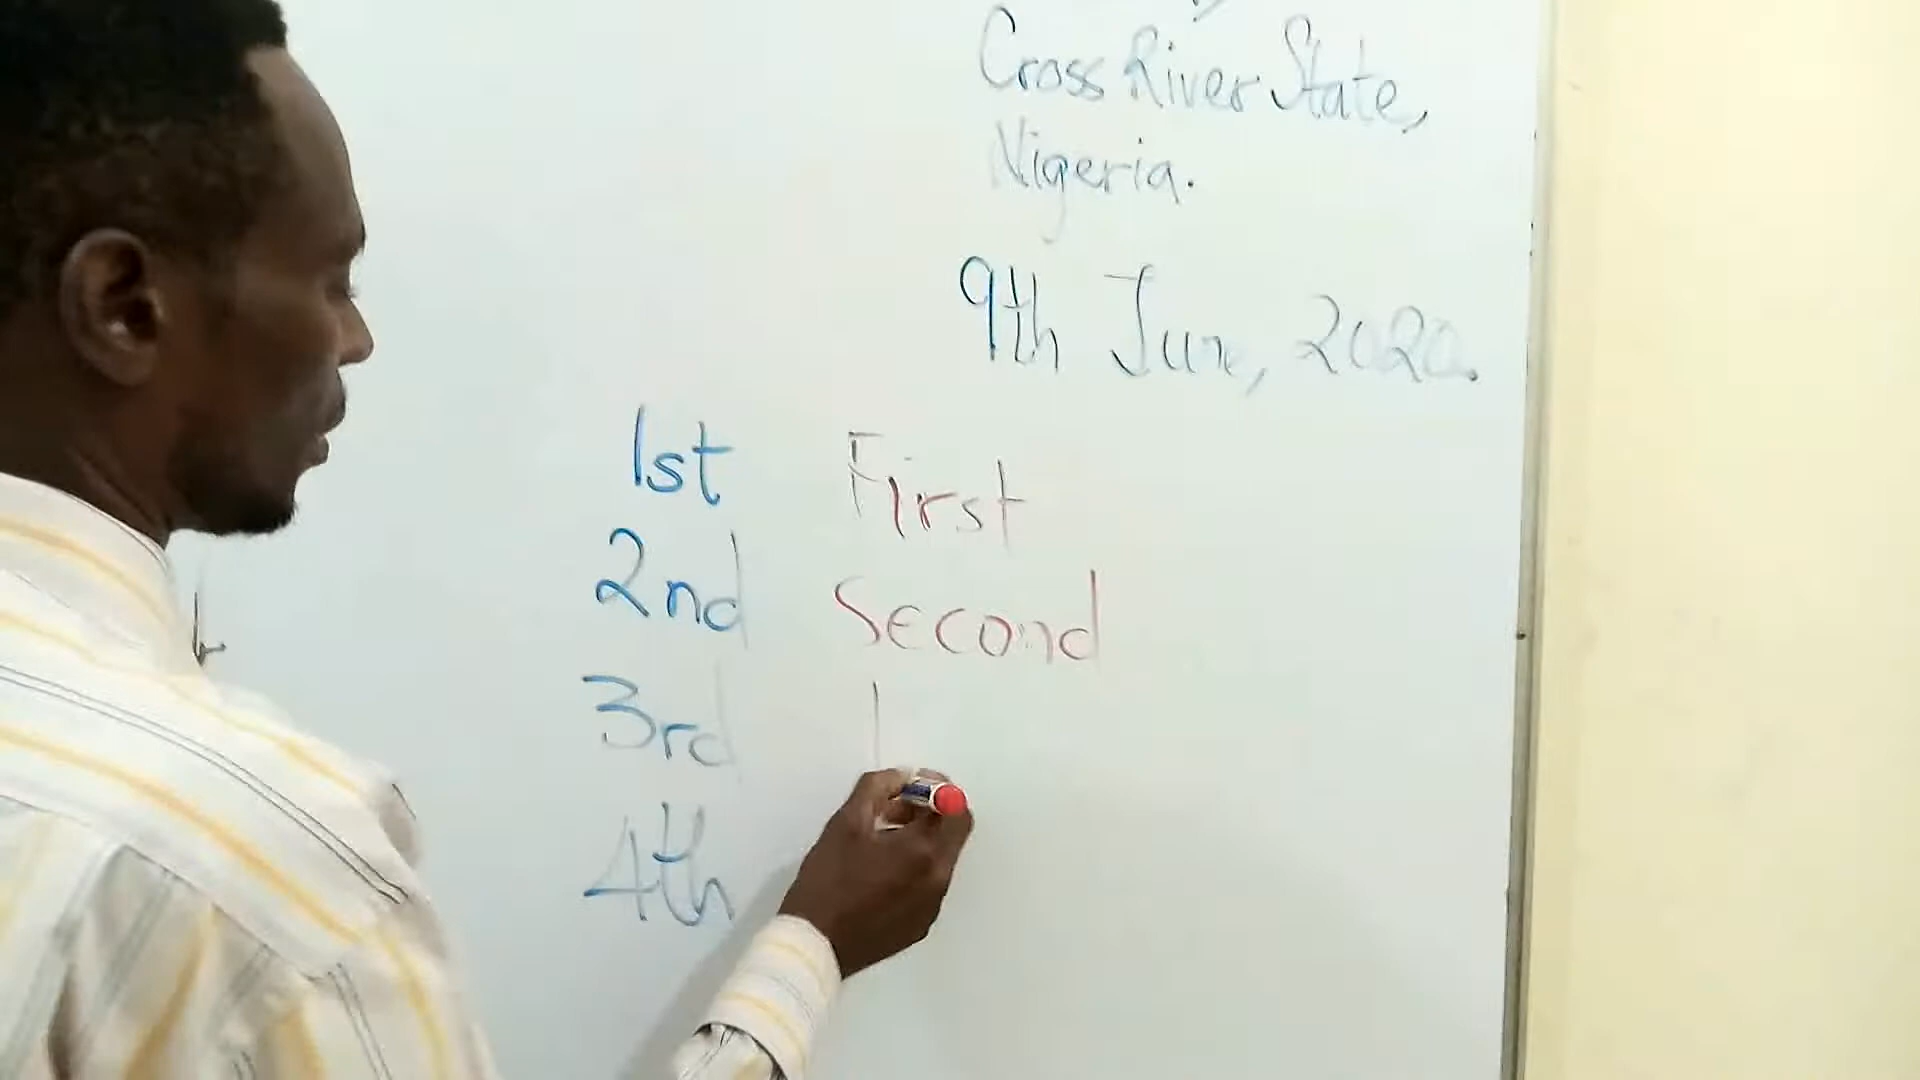 Cross River State,
Nigeria.
9th June, 2020.
1st First
2nd Second
3rd
4th